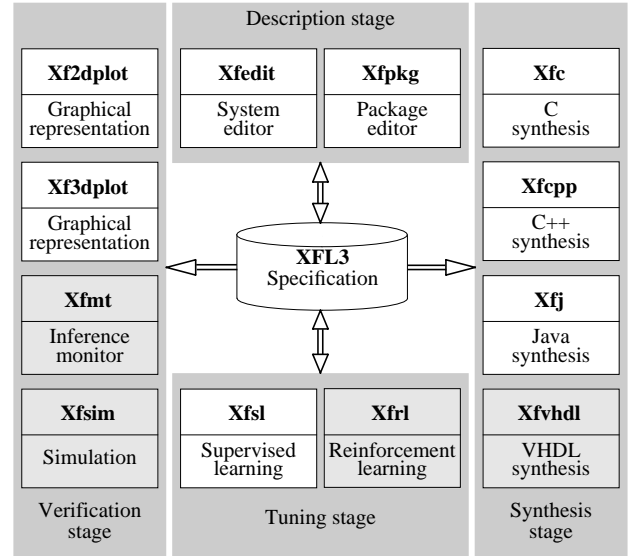 Description stage
Xf2dplot
Graphical
representation
Xf3dplot
Graphical
representation
Xfmt
Inference
monitor
Xfsim
Simulation
Verification
stage
Xfedit
System
editor
Xfpkg
Package
editor
XFL3
Specification
Xfsl
Supervised
learning
Xfrl
Reinforcement
learning
Tuning stage
Xfc
C
synthesis
Xfcpp
C++
synthesis
Xfj
Java
synthesis
Xfvhdl
VHDL
synthesis
Synthesis
stage